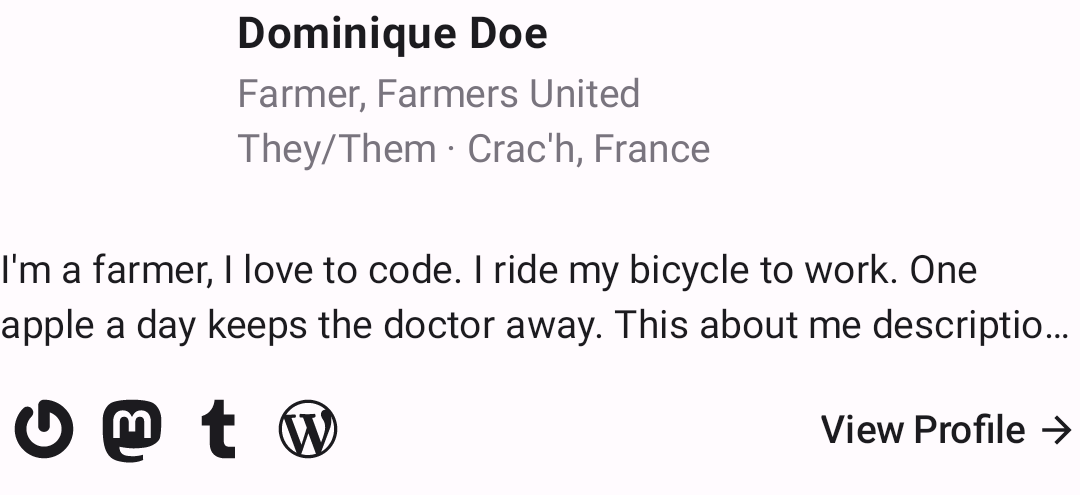 Dominique Doe
Farmer, Farmers United
They/Them · Crac'h, France
I'm a farmer, I love to code. I ride my bicycle to work. One
apple a day keeps the doctor away. This about me descriptio…
View Profile →